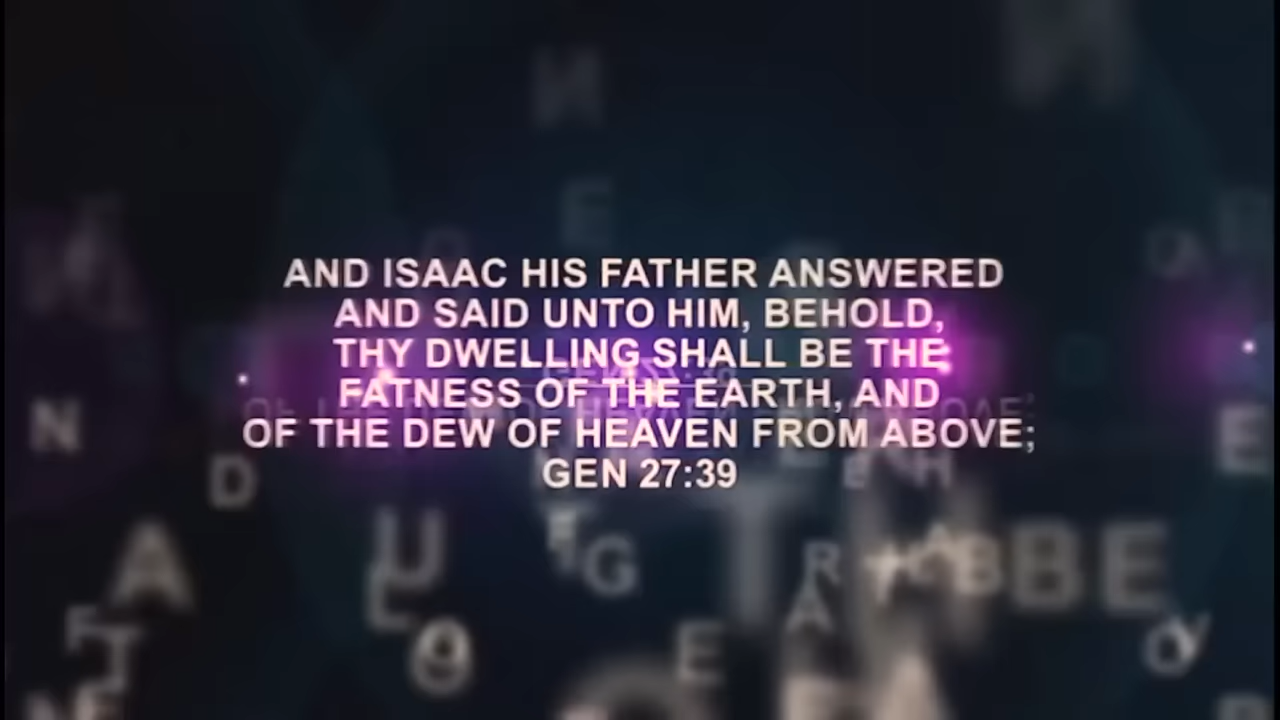 AND ISAAC HIS FATHER ANSWERED
AND SAID UNTO HIM, BEHOLD,
THY DWELLING SHALL BE THE
FATNESS OF THE EARTH, AND
OF THE DEW OF HEAVEN FROM ABOVE;
GEN 27:39